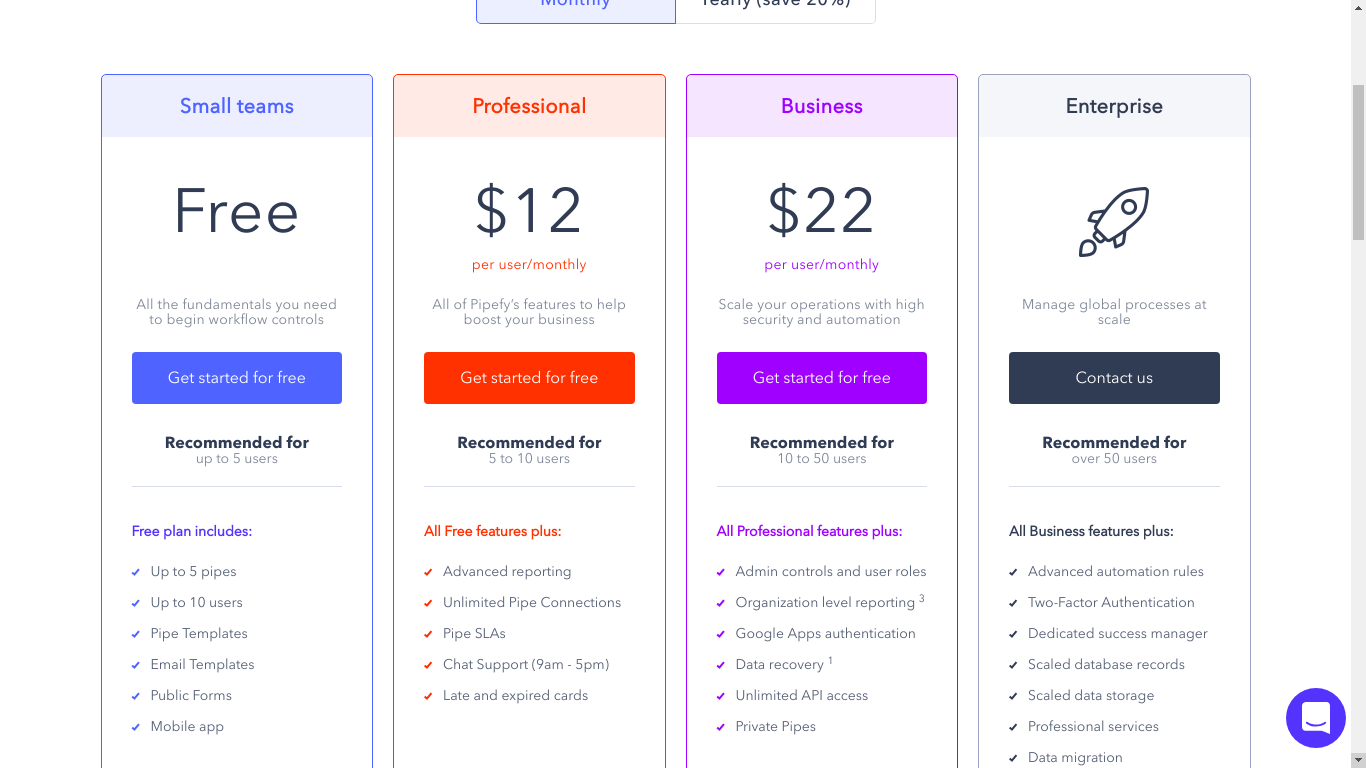 Monthly
Yearly (save 20%)
Small teams
Free
All the fundamentals you need
to begin workflow controls
Get started for free
Recommended for
up to 5 users
Free plan includes:
Up to 5 pipes
Up to 10 users
Pipe Templates
Email Templates
Public Forms
Mobile app
Professional
$12
per user/monthly
All of Pipefy's features to help
boost your business
Get started for free
Recommended for
5 to 10 users
All Free features plus:
Advanced reporting
Unlimited Pipe Connections
Pipe SLAs
Chat Support (9am - 5pm)
Late and expired cards
Business
$22
per user/monthly
Scale your operations with high
security and automation
Get started for free
Recommended for
10 to 50 users
All Professional features plus:
Admin controls and user roles
Organization level reporting 3
Google Apps authentication
Data recovery 1
Unlimited API access
Private Pipes
Enterprise
Manage global processes at
scale
Contact us
Recommended for
over 50 users
All Business features plus:
Advanced automation rules
Two-Factor Authentication
Dedicated success manager
Scaled database records
Scaled data storage
Professional services
Data migration